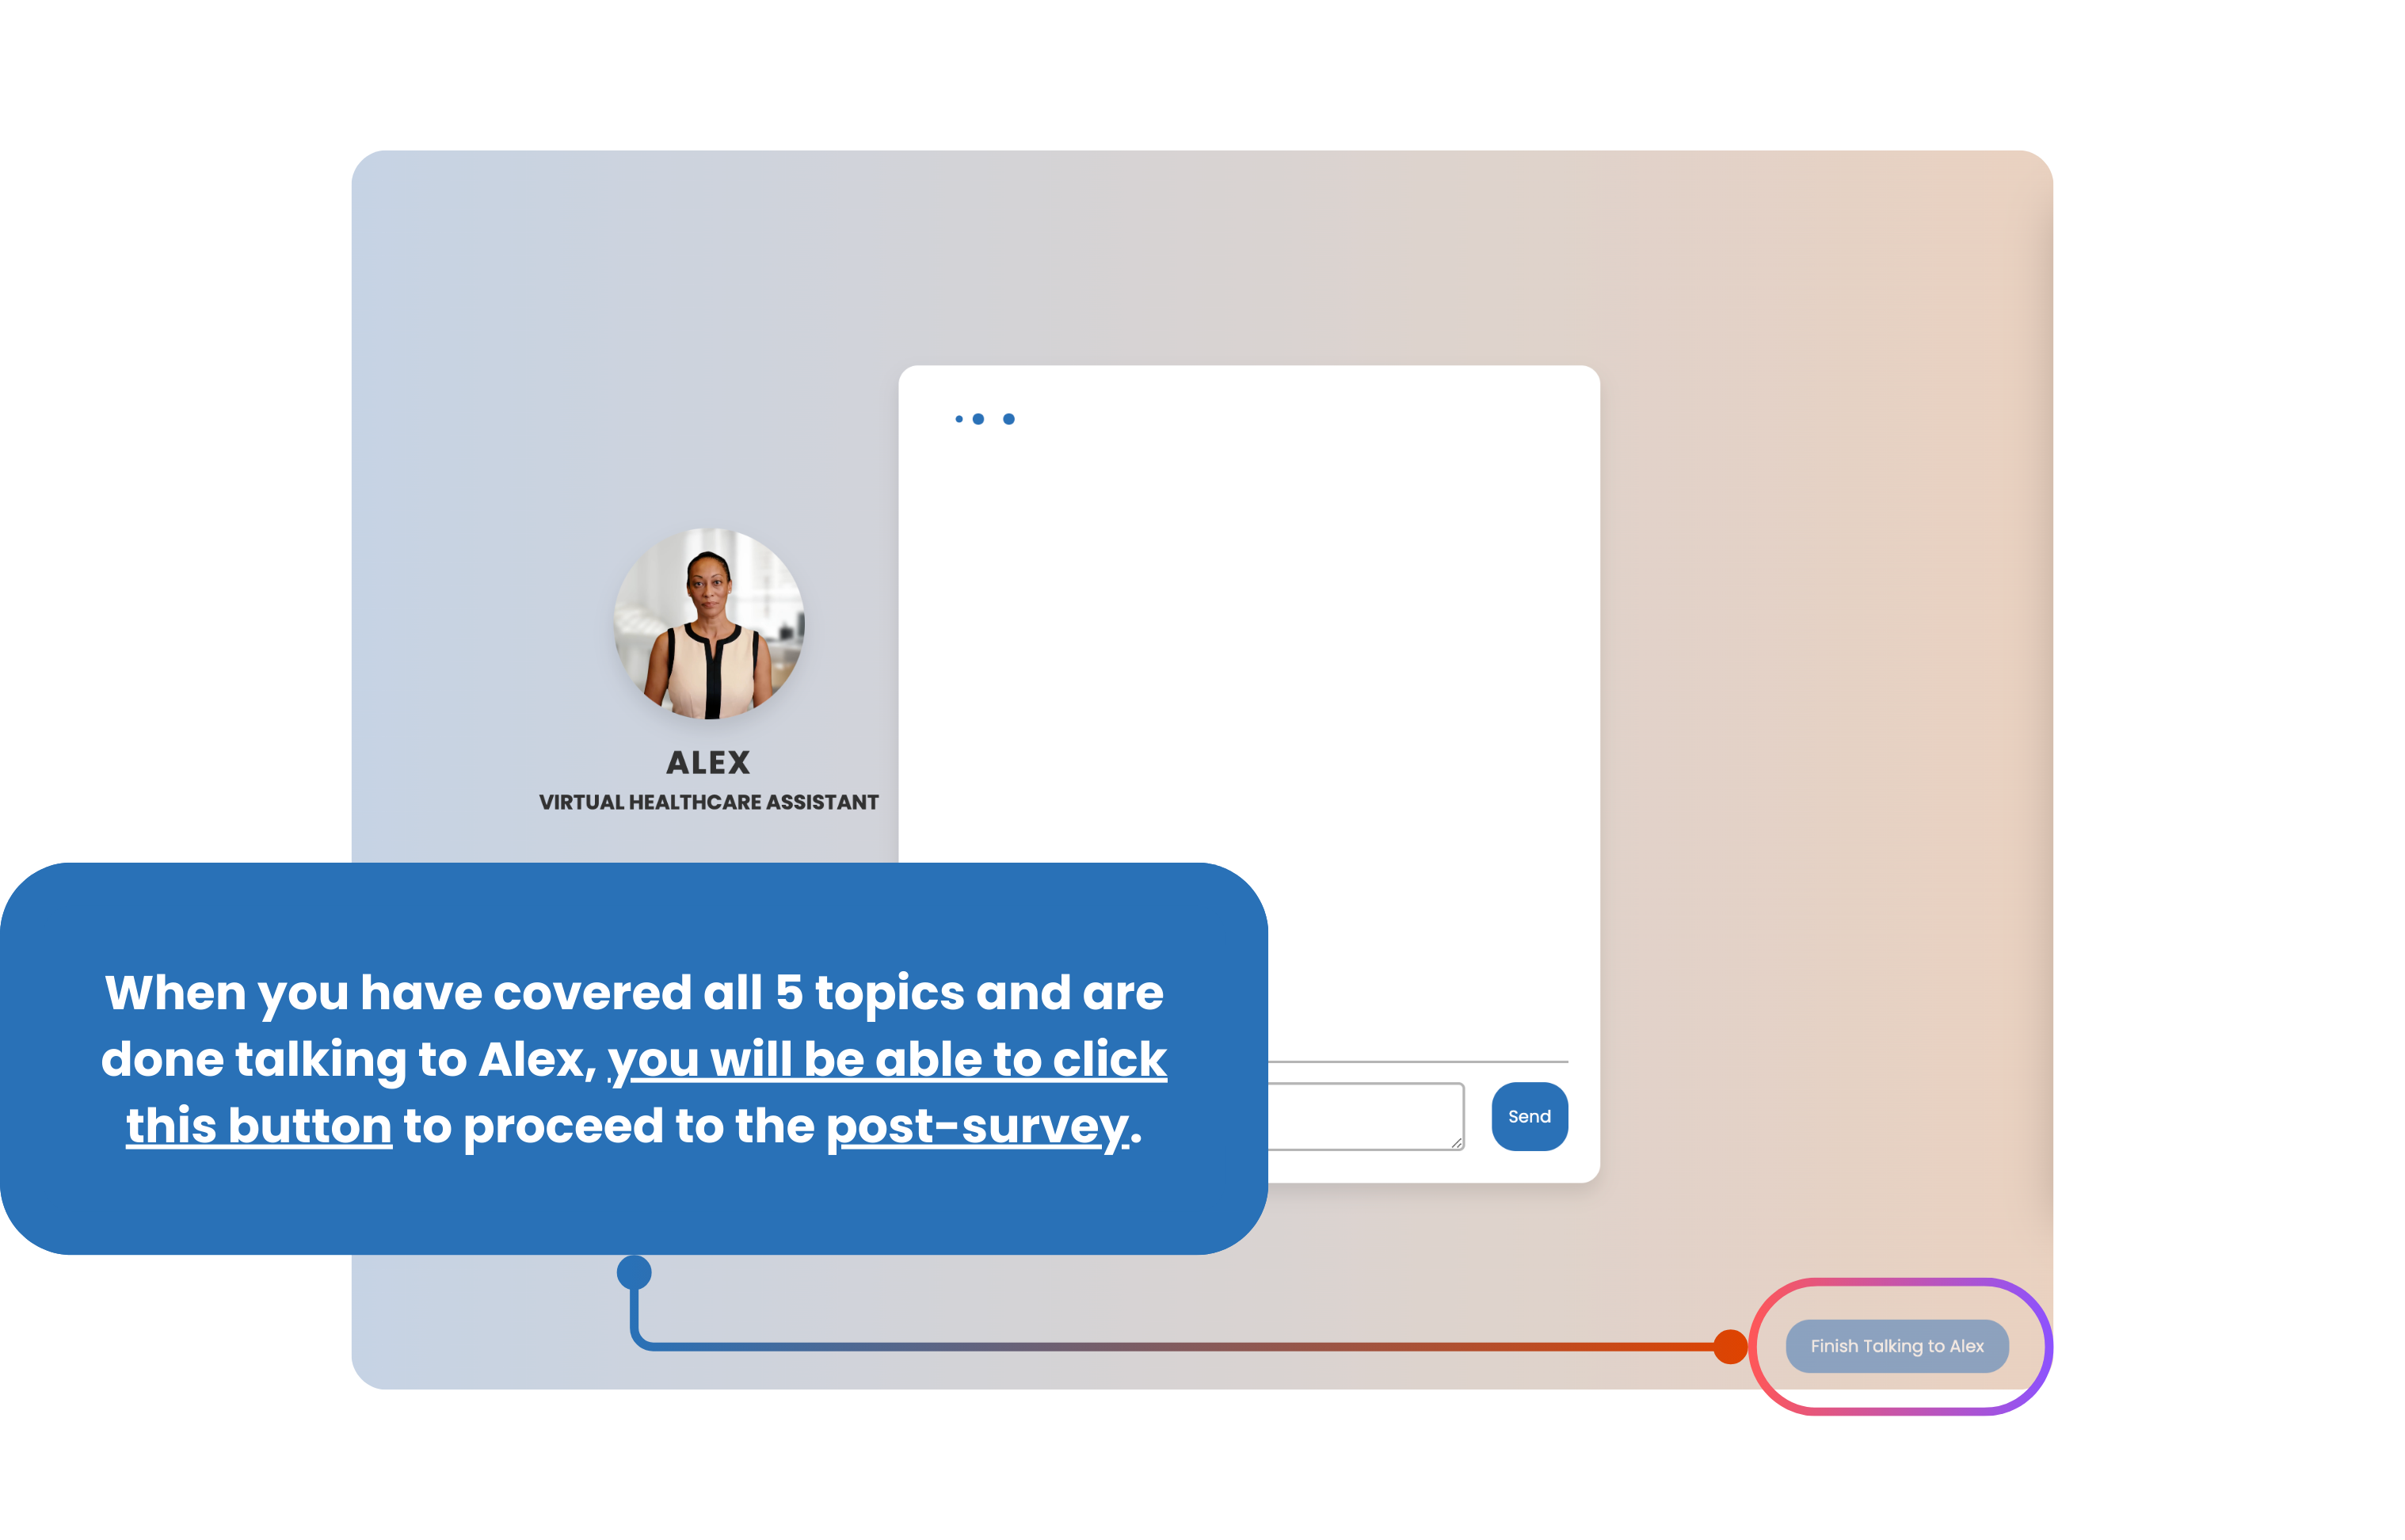 ALEX
VIRTUAL HEALTHCARE ASSISTANT
When you have covered all 5 topics and are
done talking to Alex, you will be able to click
this button to proceed to the post-survey.
Send
Finish Talking to Alex